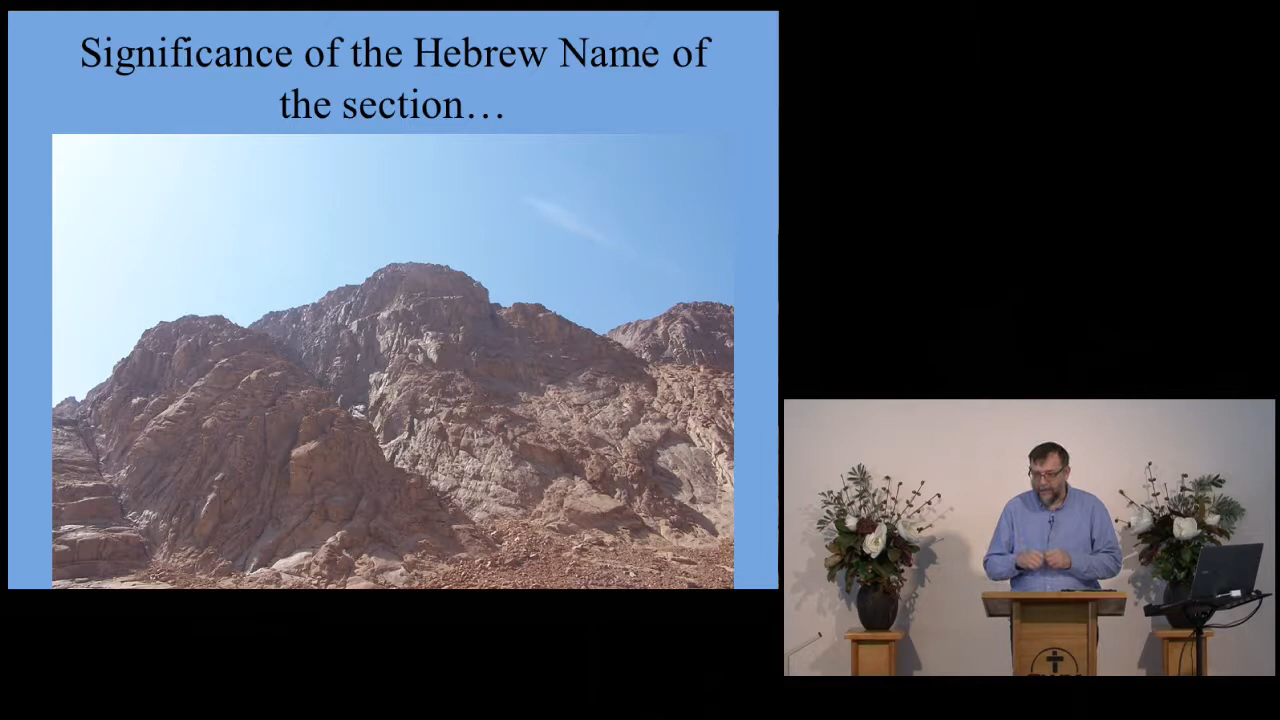 Significance of the Hebrew Name of
the section…